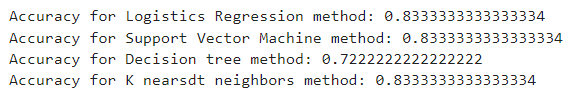 Accuracy for Logistics Regression method: 0.8333333333333334
Accuracy for Support Vector Machine method: 0.8333333333333334
Accuracy for Decision tree method: 0.7222222222222222
Accuracy for K nearsdt neighbors method: 0.8333333333333334